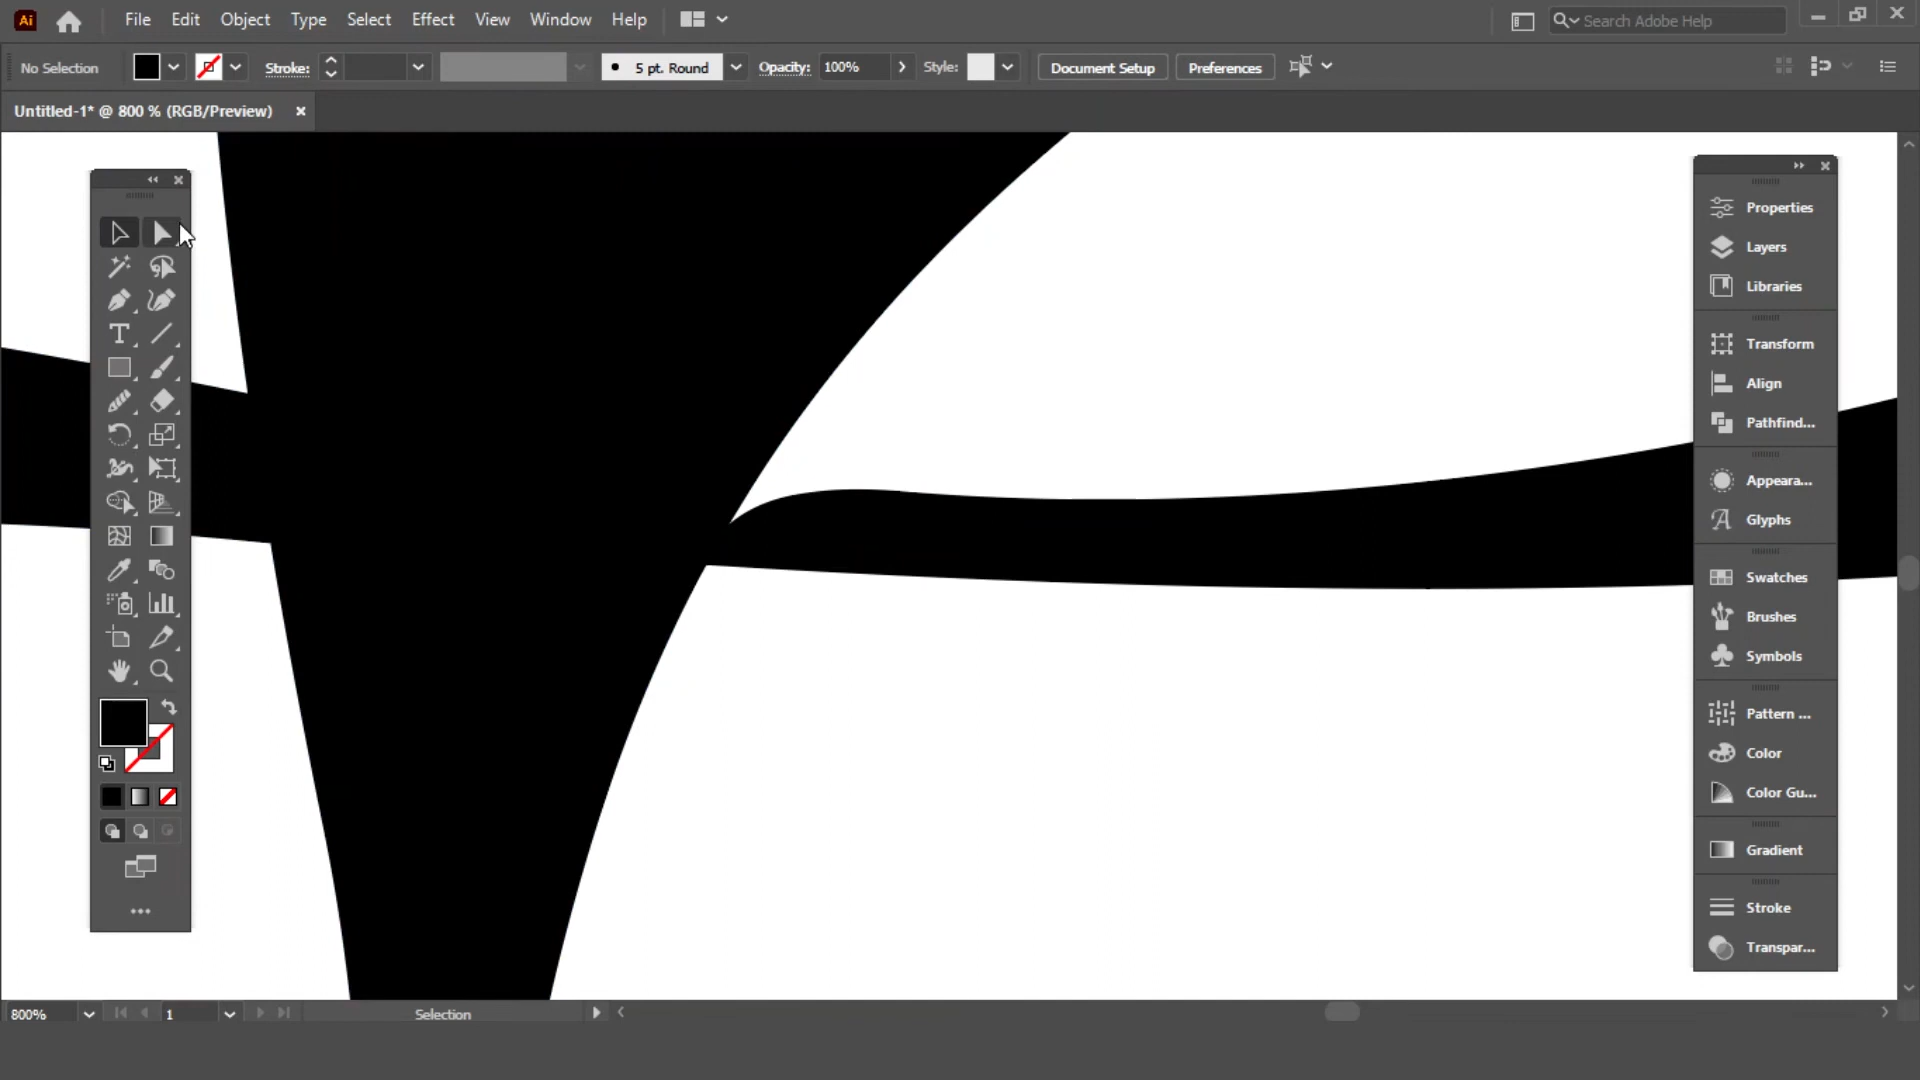 Ai File Edit Object Type Select Effect View Window Help Search Adobe Help
No Selection Stroke: 5 pt. Round Opacity: 100% Style: Document Setup Preferences
Untitled-1* @ 800 % (RGB/Preview)
Properties
Layers
Libraries
Transform
Align
Pathfind...
Appeara...
Glyphs
Swatches
Brushes
Symbols
Pattern ...
Color
Color Gu...
Gradient
Stroke
Transpar...
800% 1 Selection